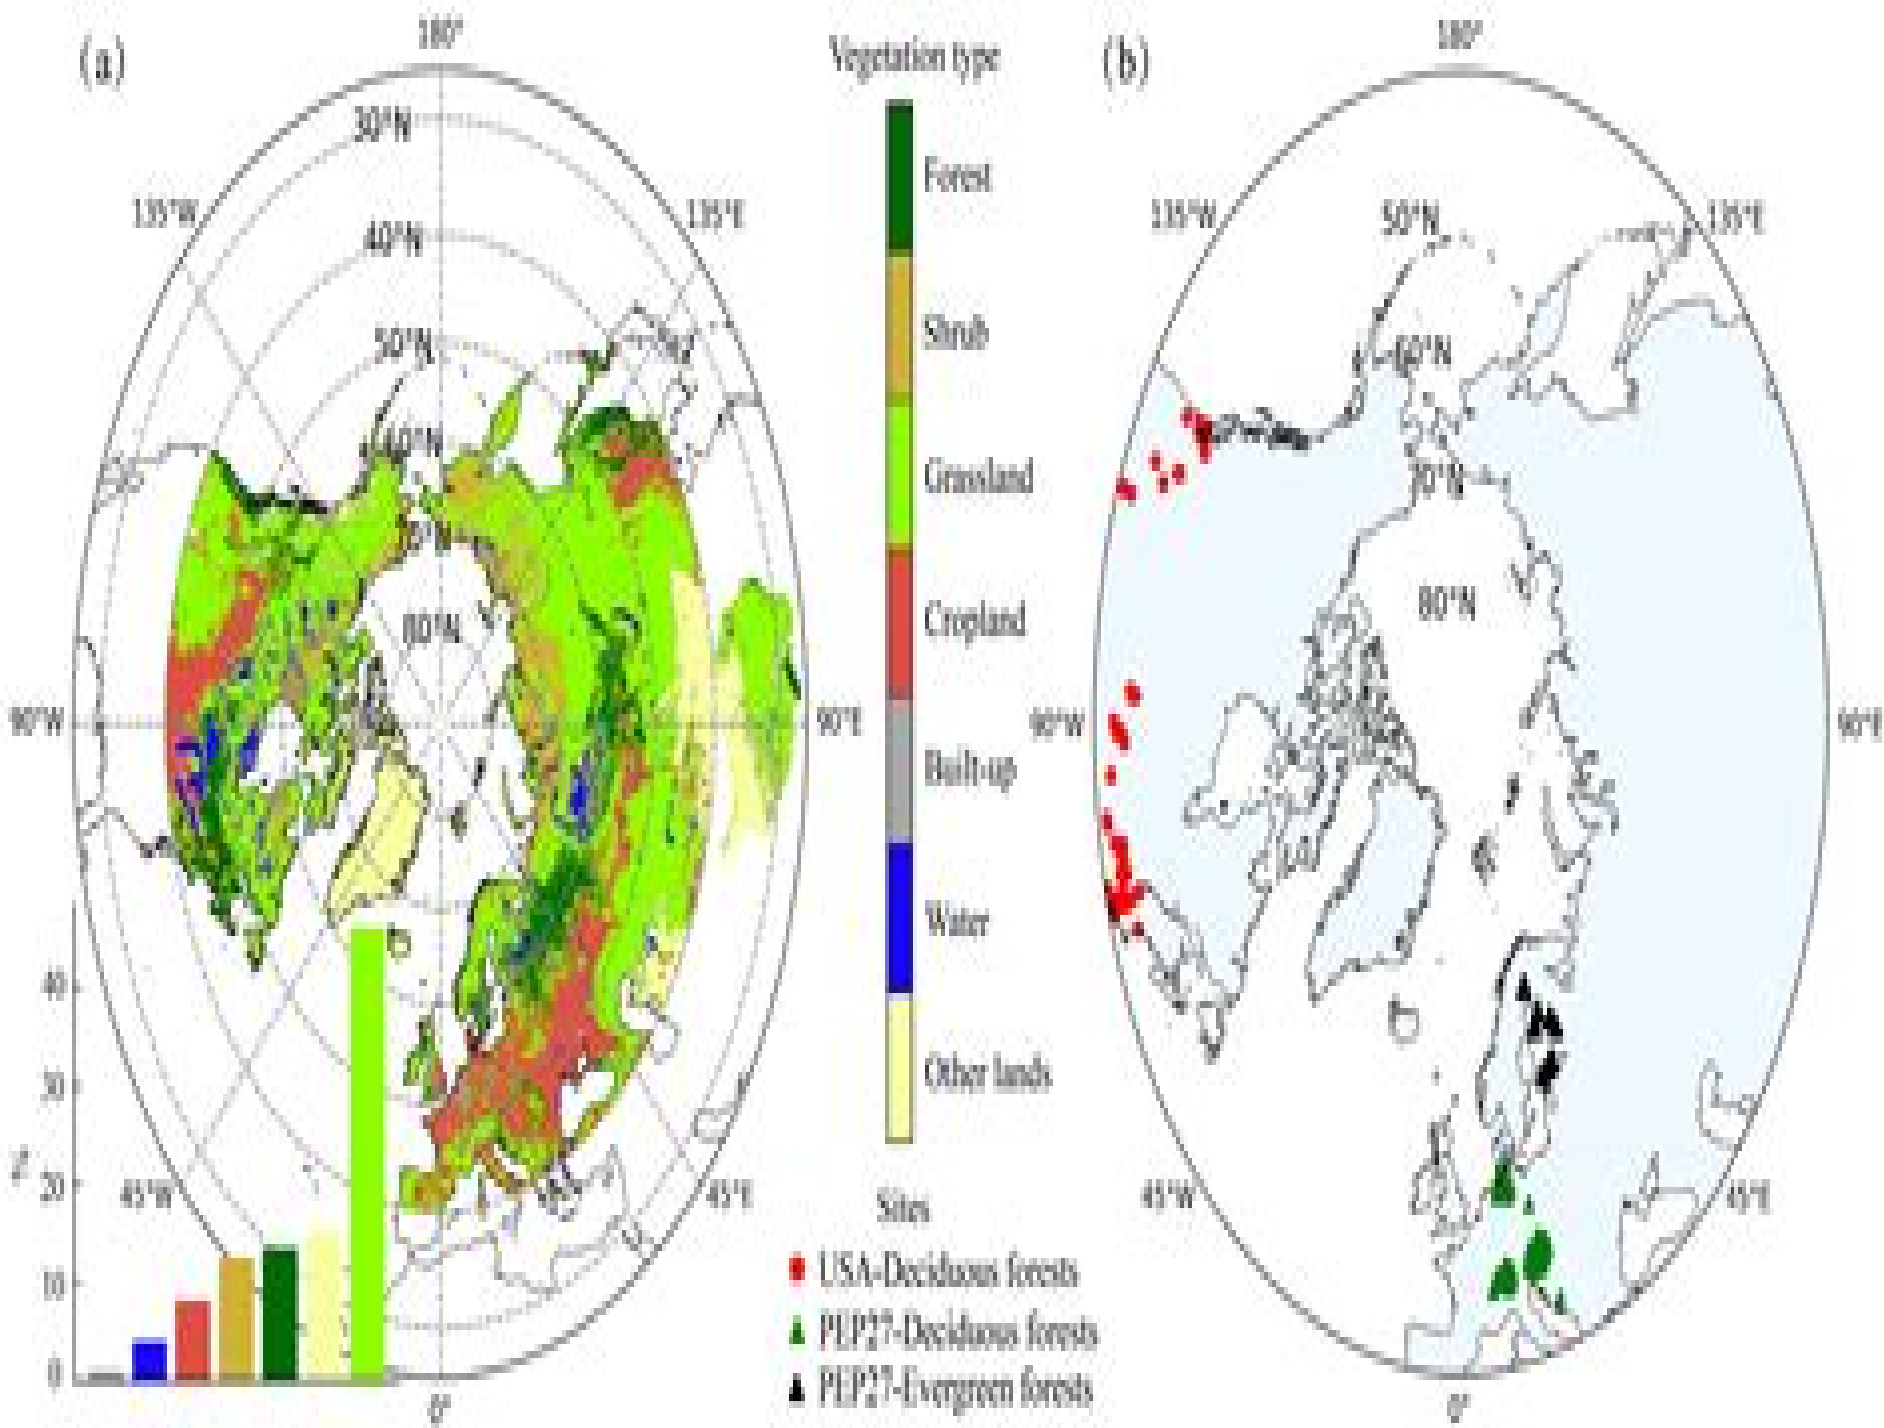 (a)
180°
Vegetation type
(b)
180°
30°N
135°W
135°E
40°N
50°N
60°N
80°N
90°W
90°E
Forest
Shrub
Grassland
Cropland
Built-up
Water
Other lands
135°W
50°N
135°E
60°N
70°N
80°N
90°W
90°E
40
30
20
10
0
%
45°W
45°E
0°
Sites
USA-Deciduous forests
PEP27-Deciduous forests
PEP27-Evergreen forests
45°W
45°E
0°